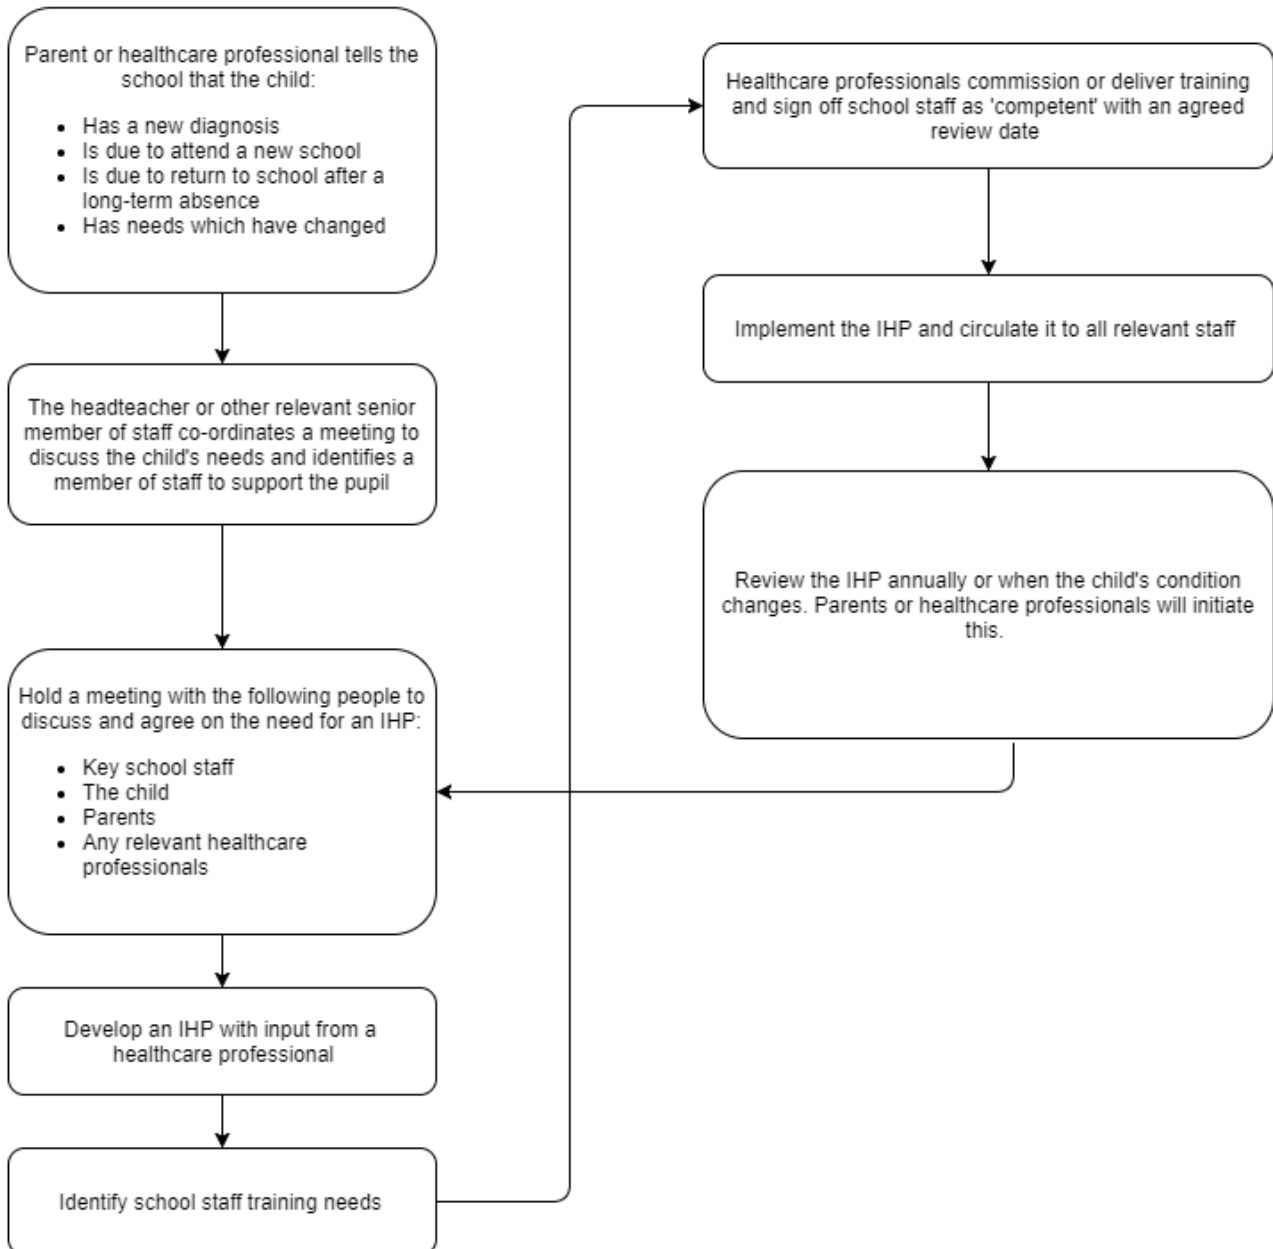 Parent or healthcare professional tells the
school that the child:
• Has a new diagnosis
• Is due to attend a new school
• Is due to return to school after a
long-term absence
• Has needs which have changed
The headteacher or other relevant senior
member of staff co-ordinates a meeting to
discuss the child's needs and identifies a
member of staff to support the pupil
Hold a meeting with the following people to
discuss and agree on the need for an IHP:
• Key school staff
• The child
• Parents
• Any relevant healthcare
professionals
Develop an IHP with input from a
healthcare professional
Identify school staff training needs
Healthcare professionals commission or deliver training
and sign off school staff as 'competent' with an agreed
review date
Implement the IHP and circulate it to all relevant staff
Review the IHP annually or when the child's condition
changes. Parents or healthcare professionals will initiate
this.